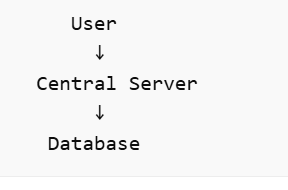 User
↓
Central Server
↓
Database